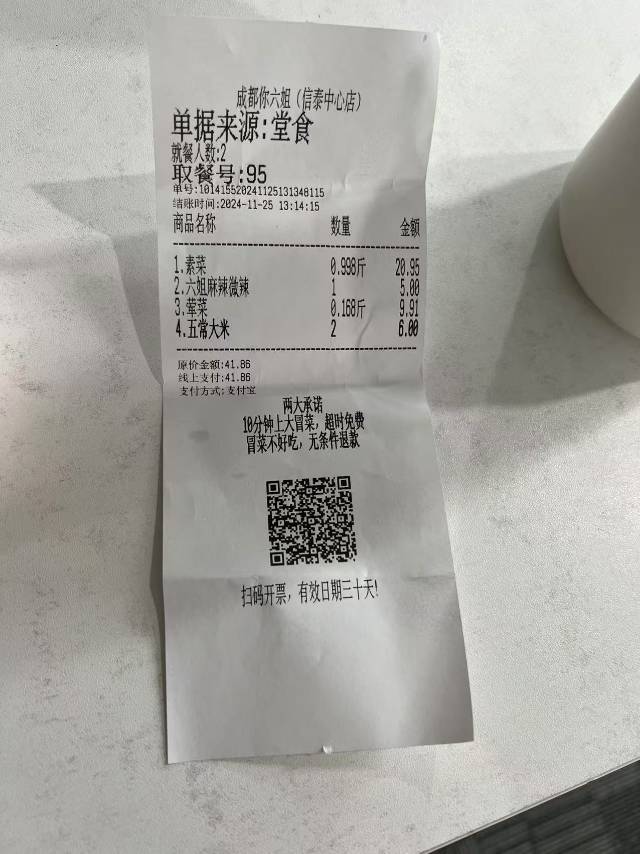 成都你六姐（信泰中心店）
单据来源:堂食
就餐人数:2
取餐号:95
单号:101415520241125131348115
结账时间:2024-11-25 13:14:15
商品名称 数量 金额
1.素菜 0.998斤 20.95
2.六姐麻辣微辣 1 5.00
3.荤菜 0.168斤 9.91
4.五常大米 2 6.00
原价金额:41.86
线上支付:41.86
支付方式:支付宝
两大承诺
10分钟上大冒菜，超时免费
冒菜不好吃，无条件退款
扫码开票，有效日期三十天!